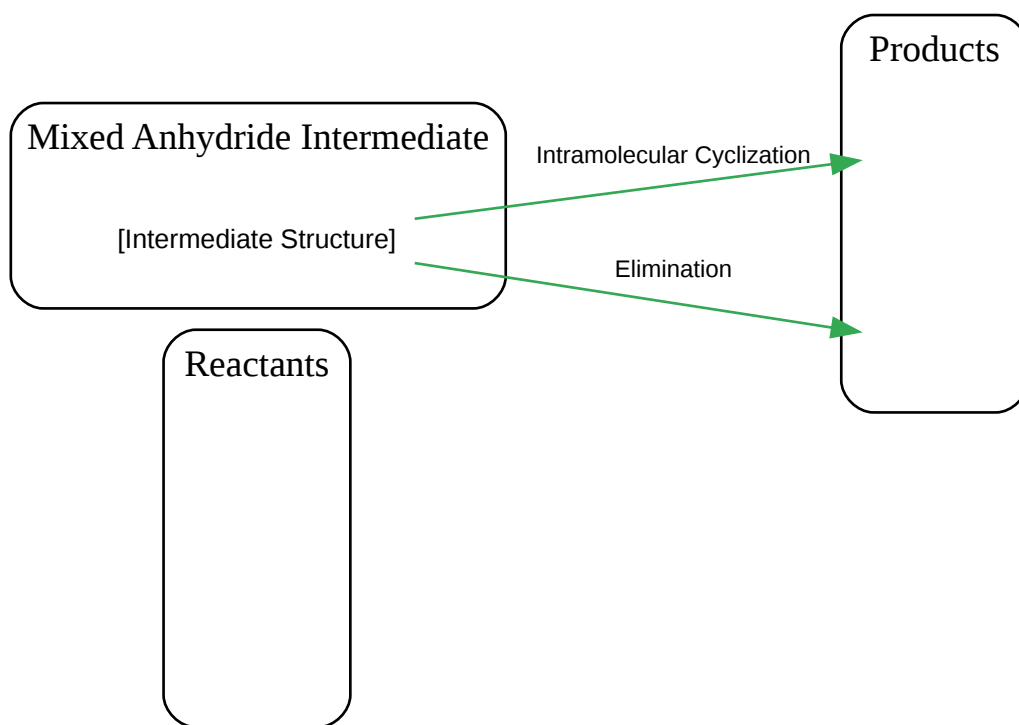 Products
Mixed Anhydride Intermediate
Intramolecular Cyclization
[Intermediate Structure]
Elimination
Reactants